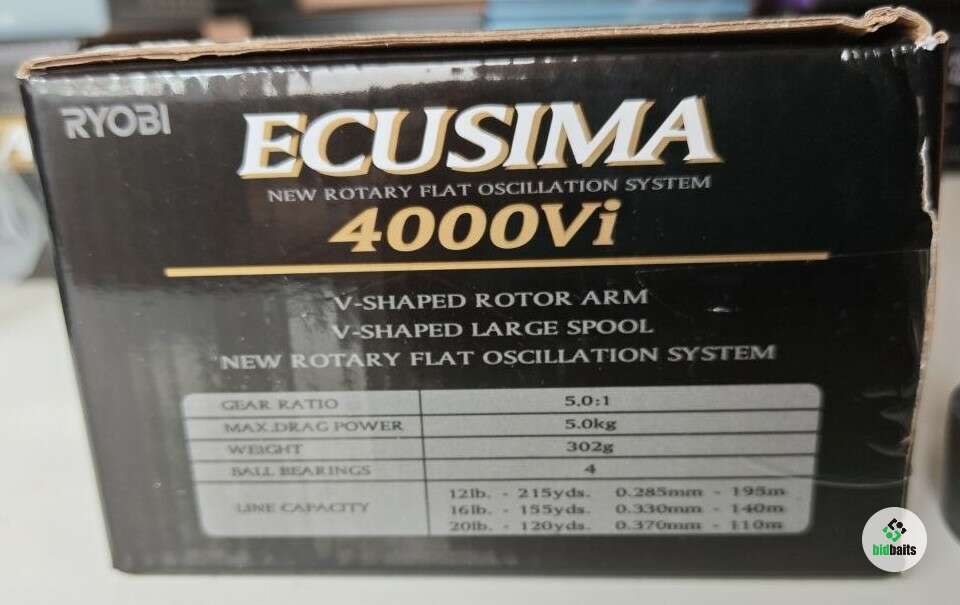 RYOBI
ECUSIMA
NEW ROTARY FLAT OSCILLATION SYSTEM
4000Vi
V-SHAPED ROTOR ARM
V-SHAPED LARGE SPOOL
NEW ROTARY FLAT OSCILLATION SYSTEM
GEAR RATIO 5.0:1
MAX.DRAG POWER 5.0kg
WEIGHT 302g
BALL BEARINGS 4
LINE CAPACITY
12lb. - 215yds. 0.285mm - 195m
16lb. - 155yds. 0.330mm - 140m
20lb. - 120yds. 0.370mm - 110m
bidbaits